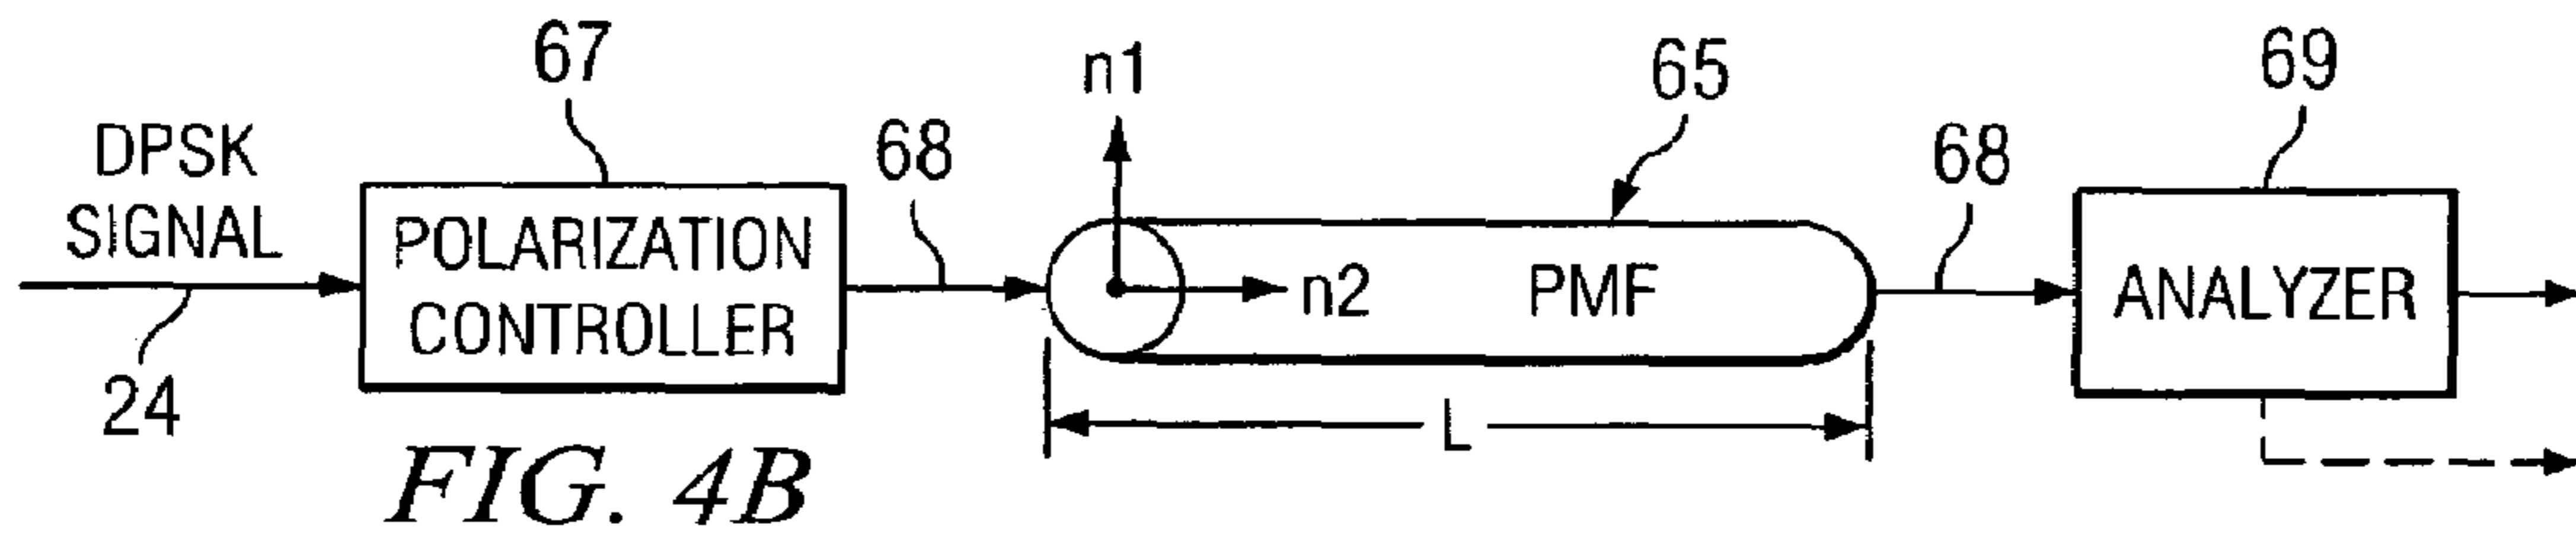 67
n1
65
69
DPSK
SIGNAL
68
68
POLARIZATION
CONTROLLER
n2
PMF
ANALYZER
24
L
FIG. 4B